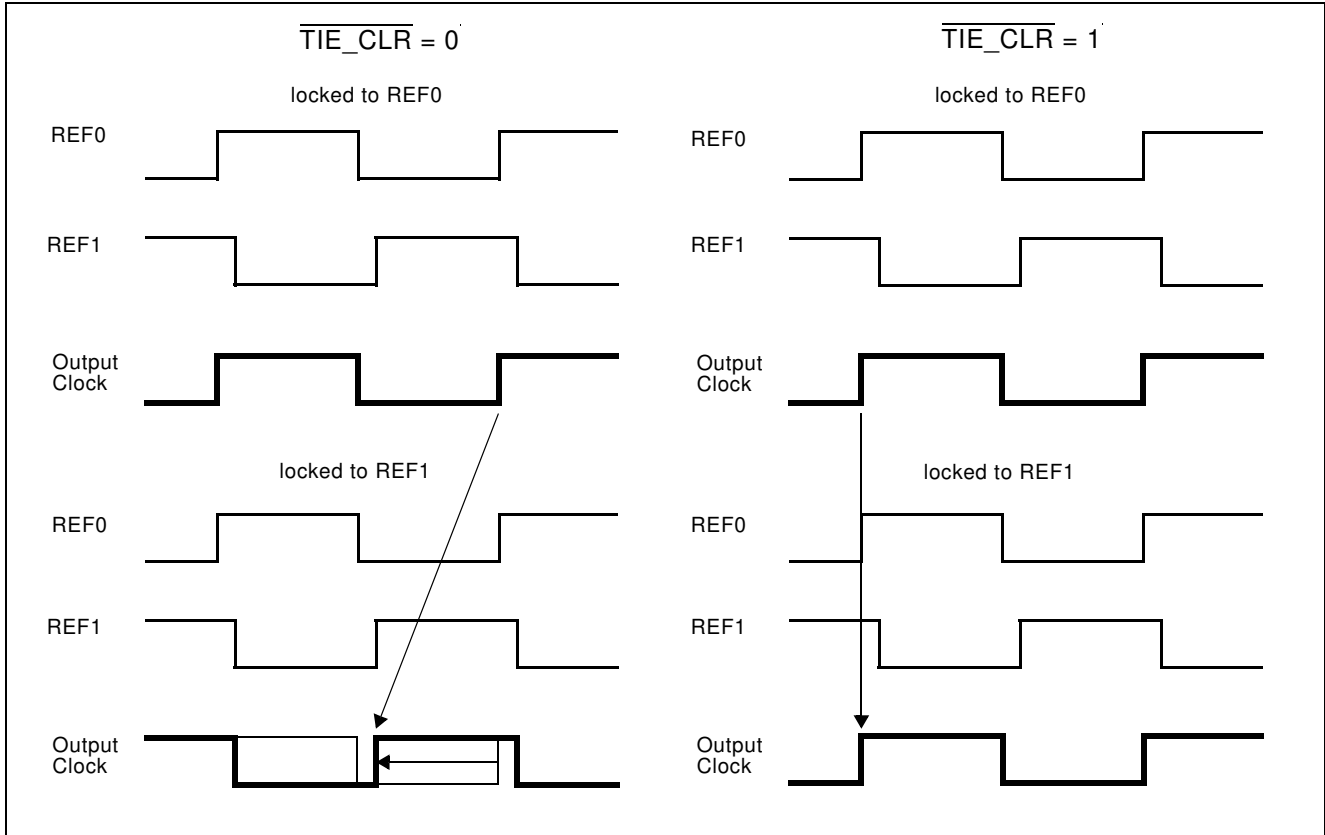 TIE_CLR = 0
locked to REF0
REF0
REF1
Output
Clock
locked to REF1
REF0
REF1
Output
Clock
TIE_CLR = 1
locked to REF0
REF0
REF1
Output
Clock
locked to REF1
REF0
REF1
Output
Clock